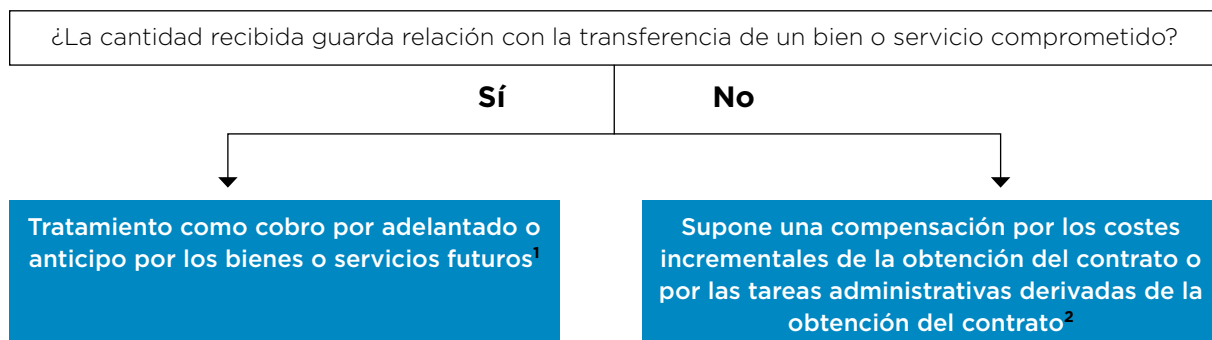 ¿La cantidad recibida guarda relación con la transferencia de un bien o servicio comprometido?
Sí
No
Tratamiento como cobro por adelantado o
anticipo por los bienes o servicios futuros¹
Supone una compensación por los costes
incrementales de la obtención del contrato o
por las tareas administrativas derivadas de la
obtención del contrato²